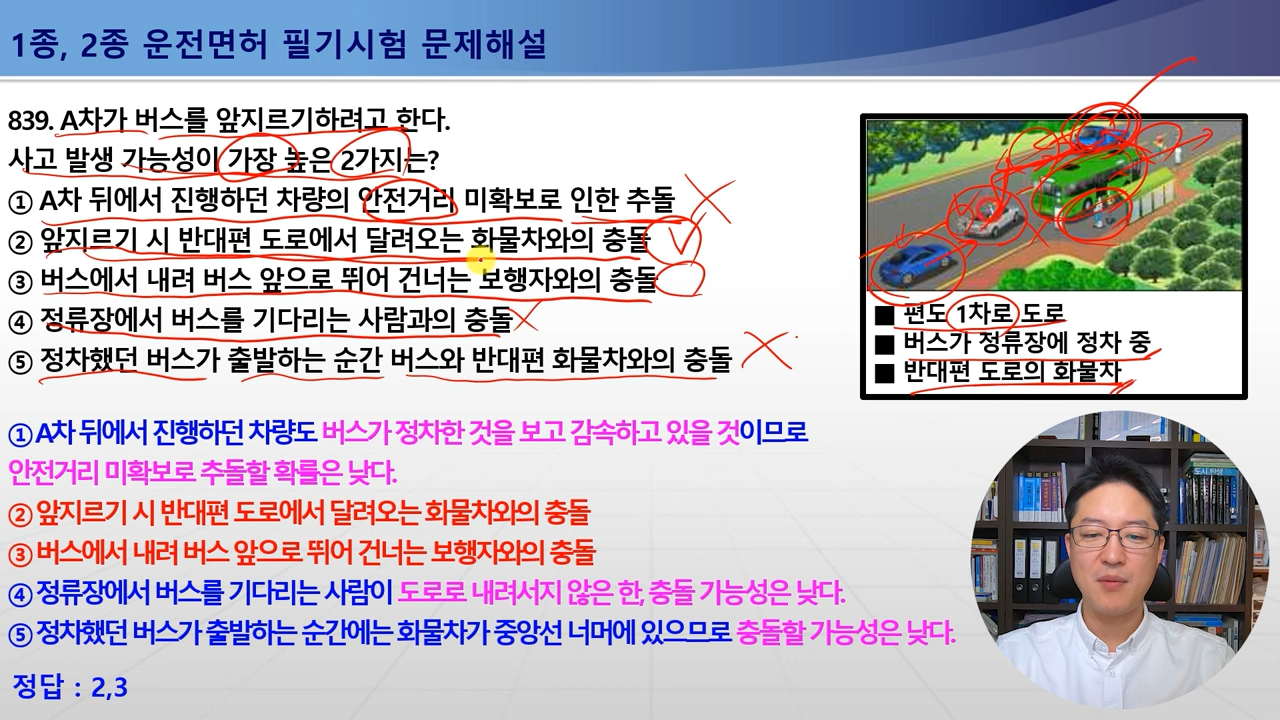 1종, 2종 운전면허 필기시험 문제해설
839. A차가 버스를 앞지르기하려고 한다.
사고 발생 가능성이 가장 높은 2가지는?
① A차 뒤에서 진행하던 차량의 안전거리 미확보로 인한 추돌
② 앞지르기 시 반대편 도로에서 달려오는 화물차와의 충돌
③ 버스에서 내려 버스 앞으로 뛰어 건너는 보행자와의 충돌
④ 정류장에서 버스를 기다리는 사람과의 충돌
⑤ 정차했던 버스가 출발하는 순간 버스와 반대편 화물차와의 충돌
■ 편도 1차로 도로
■ 버스가 정류장에 정차 중
■ 반대편 도로의 화물차
① A차 뒤에서 진행하던 차량도 버스가 정차한 것을 보고 감속하고 있을 것이므로
안전거리 미확보로 추돌할 확률은 낮다.
② 앞지르기 시 반대편 도로에서 달려오는 화물차와의 충돌
③ 버스에서 내려 버스 앞으로 뛰어 건너는 보행자와의 충돌
④ 정류장에서 버스를 기다리는 사람이 도로로 내려서지 않은 한, 충돌 가능성은 낮다.
⑤ 정차했던 버스가 출발하는 순간에는 화물차가 중앙선 너머에 있으므로 충돌할 가능성은 낮다.
정답 : 2,3